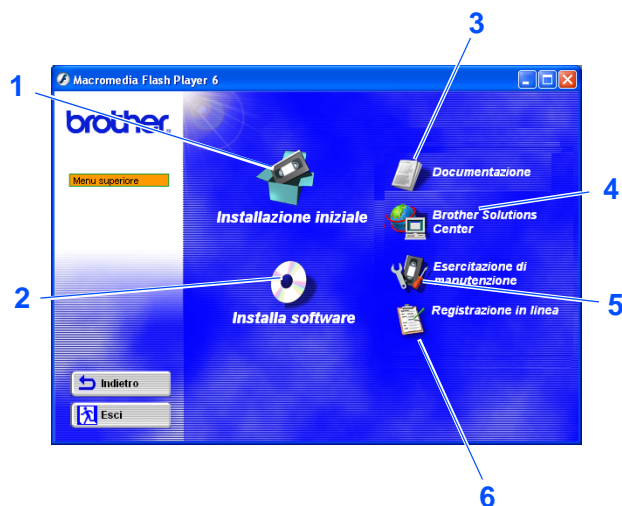 3
1
Macromedia Flash Player 6
brother®
Menu superiore
Documentazione
4
Installazione iniziale
Brother Solutions
Center
2
Esercitazione di
manutenzione
5
Installa software
Registrazione in linea
Indietro
Esci
6